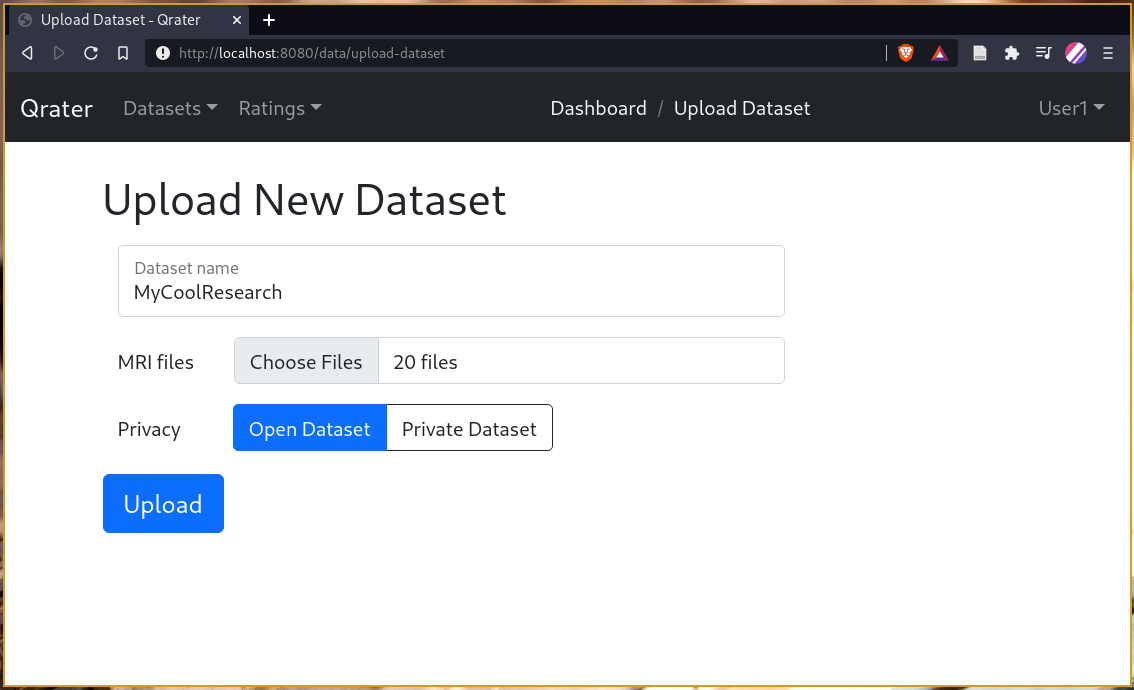 Upload Dataset - Qrater
http://localhost:8080/data/upload-dataset
Qrater Datasets Ratings Dashboard / Upload Dataset User1
Upload New Dataset
Dataset name
MyCoolResearch
MRI files Choose Files 20 files
Privacy Open Dataset Private Dataset
Upload